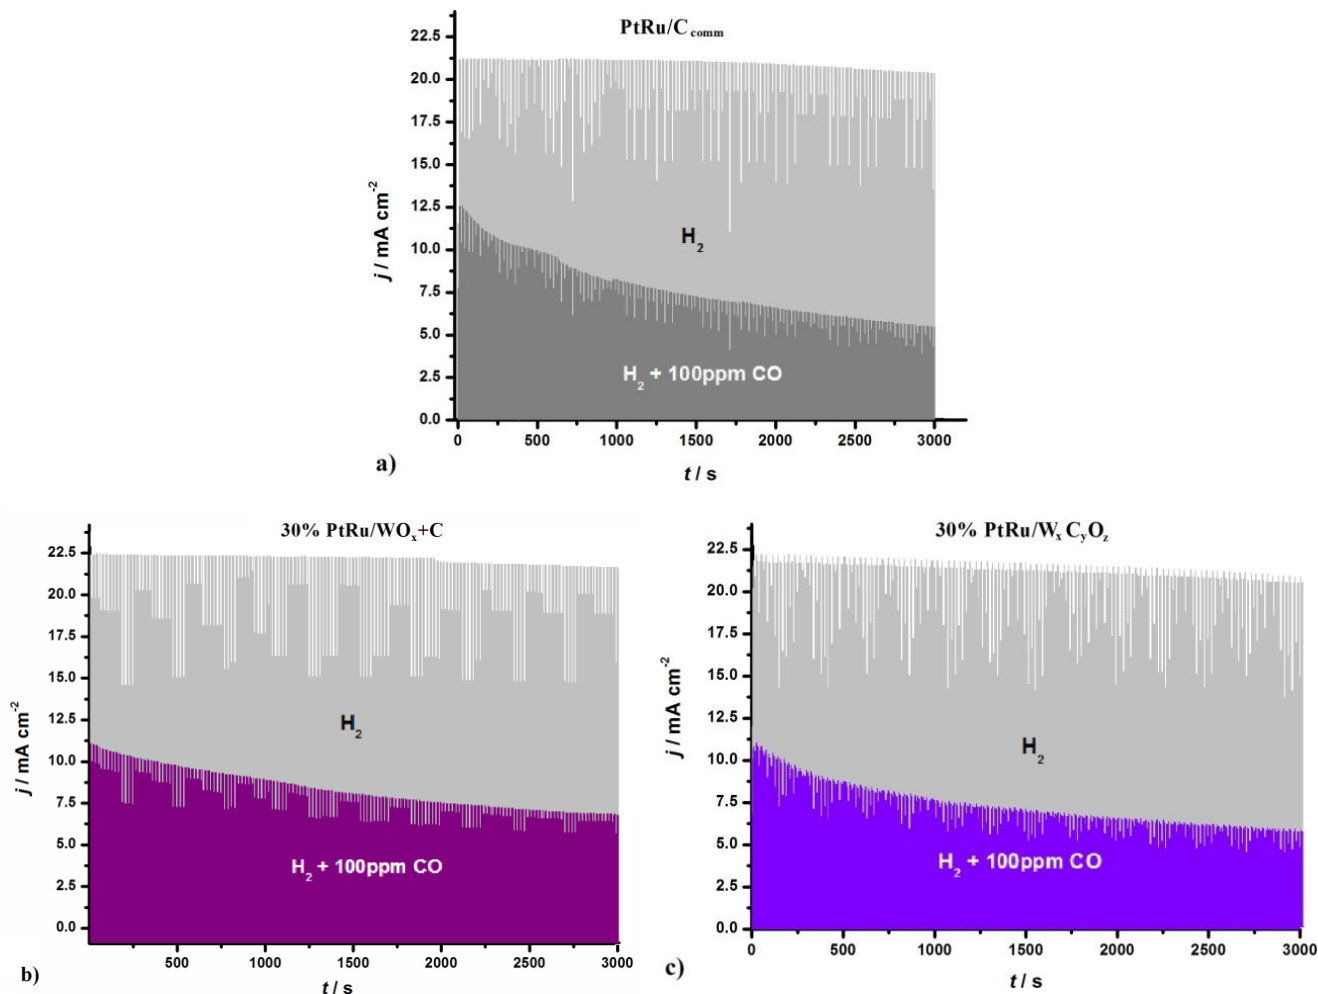 PtRu/C comm
22.5
20.0
17.5
15.0
12.5
10.0
7.5
5.0
2.5
0.0
j / mA cm⁻²
H₂
H₂ + 100ppm CO
0 500 1000 1500 2000 2500 3000
t / s
a)
30% PtRu/WOₓ+C
22.5
20.0
17.5
15.0
12.5
10.0
7.5
5.0
2.5
0.0
j / mA cm⁻²
H₂
H₂ + 100ppm CO
500 1000 1500 2000 2500 3000
t / s
b)
30% PtRu/WₓCyOz
22.5
20.0
17.5
15.0
12.5
10.0
7.5
5.0
2.5
0.0
j / mA cm⁻²
H₂
H₂ + 100ppm CO
0 500 1000 1500 2000 2500 3000
t / s
c)